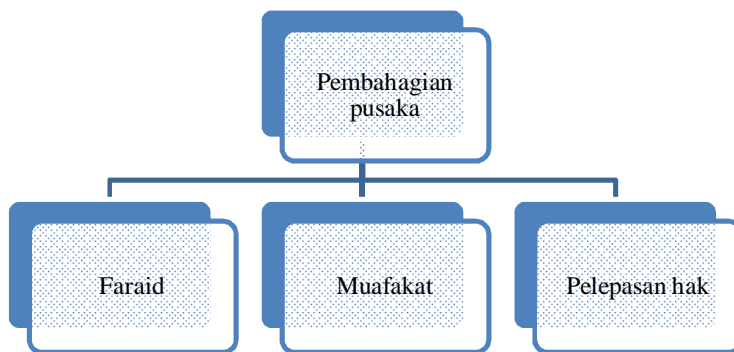 Pembahagian
pusaka
Faraid
Muafakat
Pelepasan hak